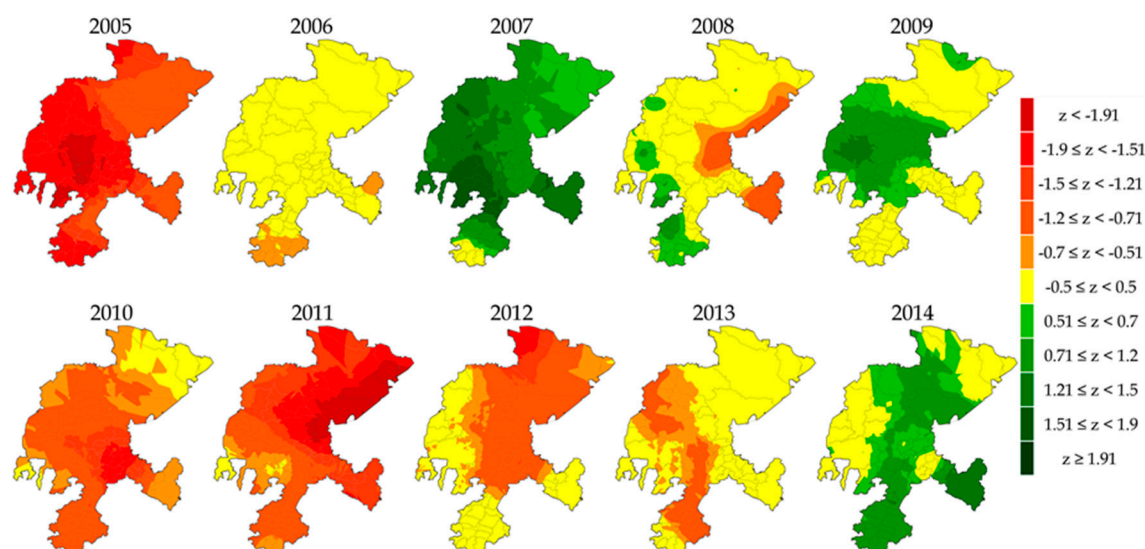 2005
2006
2007
2008
2009
z < -1.91
-1.9 ≤ z < -1.51
-1.5 ≤ z < -1.21
-1.2 ≤ z < -0.71
-0.7 ≤ z < -0.51
-0.5 ≤ z < 0.5
0.51 ≤ z < 0.7
0.71 ≤ z < 1.2
1.21 ≤ z < 1.5
1.51 ≤ z < 1.9
z ≥ 1.91
2010
2011
2012
2013
2014